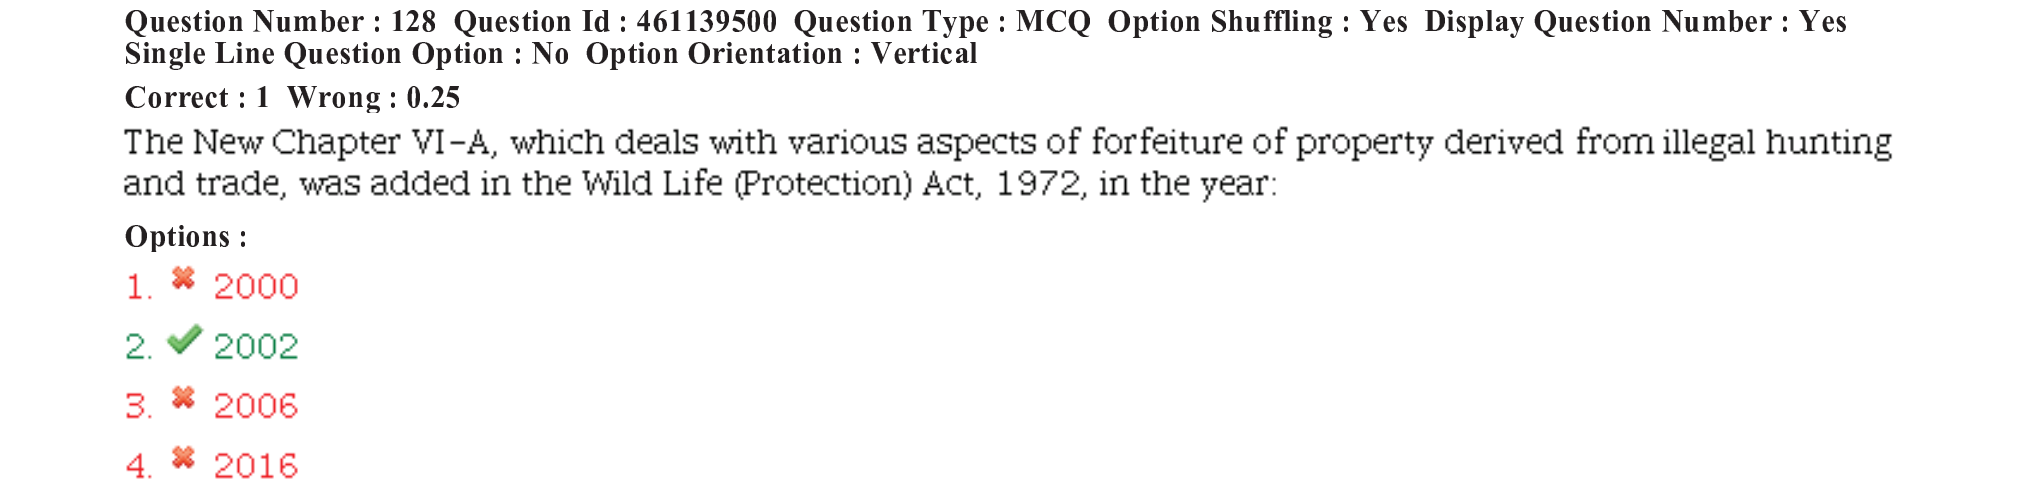 Question Number : 128 Question Id : 461139500 Question Type : MCQ Option Shuffling : Yes Display Question Number : Yes
Single Line Question Option : No Option Orientation : Vertical
Correct : 1 Wrong : 0.25
The New Chapter VI-A, which deals with various aspects of forfeiture of property derived from illegal hunting
and trade, was added in the Wild Life (Protection) Act, 1972, in the year:
Options :
1. 2000
2. 2002
3. 2006
4. 2016